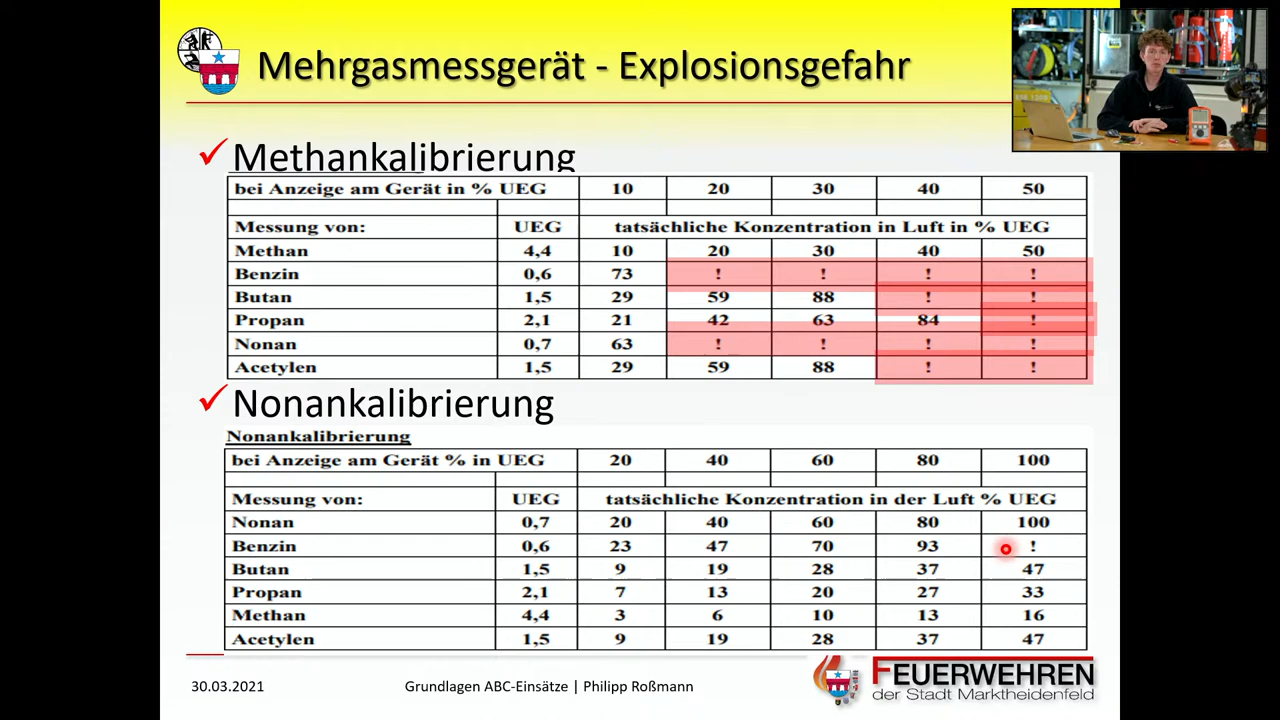 Mehrgasmessgerät - Explosionsgefahr
Methankalibrierung
bei Anzeige am Gerät in % UEG 10 20 30 40 50
Messung von: UEG tatsächliche Konzentration in Luft in % UEG
Methan 4,4 10 20 30 40 50
Benzin 0,6 73 ! ! ! !
Butan 1,5 29 59 88 ! !
Propan 2,1 21 42 63 84 !
Nonan 0,7 63 ! ! ! !
Acetylen 1,5 29 59 88 ! !
Nonankalibrierung
Nonankalibrierung
bei Anzeige am Gerät % in UEG 20 40 60 80 100
Messung von: UEG tatsächliche Konzentration in der Luft % UEG
Nonan 0,7 20 40 60 80 100
Benzin 0,6 23 47 70 93 !
Butan 1,5 9 19 28 37 47
Propan 2,1 7 13 20 27 33
Methan 4,4 3 6 10 13 16
Acetylen 1,5 9 19 28 37 47
30.03.2021 Grundlagen ABC-Einsätze | Philipp Roßmann
FEUERWEHREN
der Stadt Marktheidenfeld